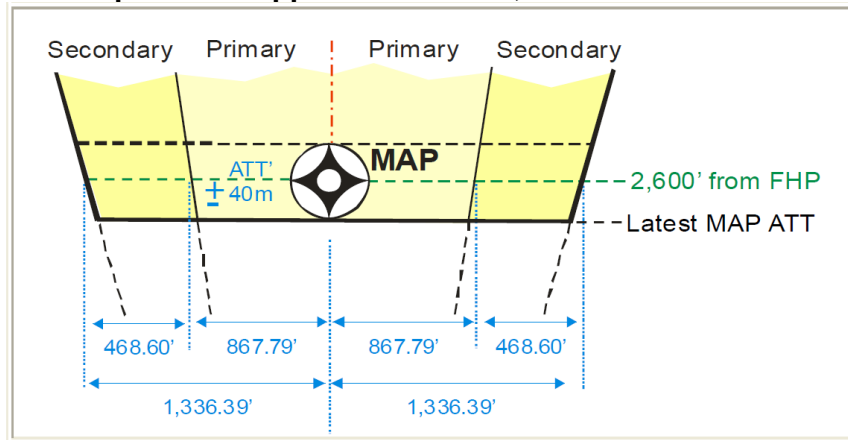 Secondary Primary Primary Secondary
MAP
ATT'
±
40m
2,600' from FHP
Latest MAP ATT
468.60' 867.79' 867.79' 468.60'
1,336.39' 1,336.39'